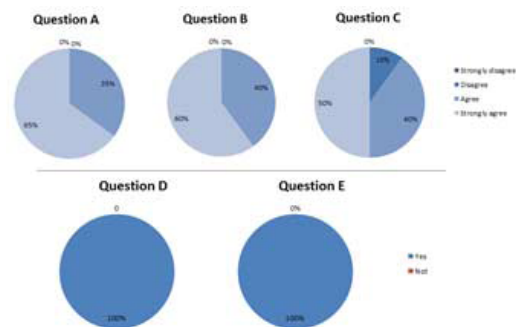 Question A
Question B
Question C
0% 0%
35%
65%
0% 0%
40%
60%
0%
10%
40%
50%
Strongly disagree
Disagree
Agree
Strongly agree
Question D
Question E
0
100%
0%
100%
Yes
Not